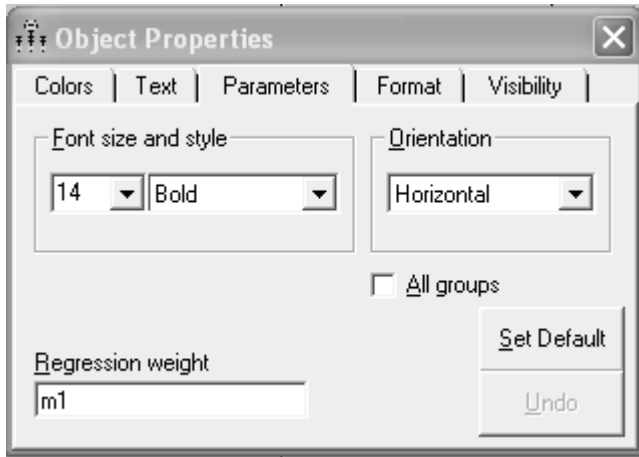 Object Properties
Colors Text Parameters Format Visibility
Font size and style
14 Bold
Orientation
Horizontal
All groups
Regression weight
m1
Set Default
Undo